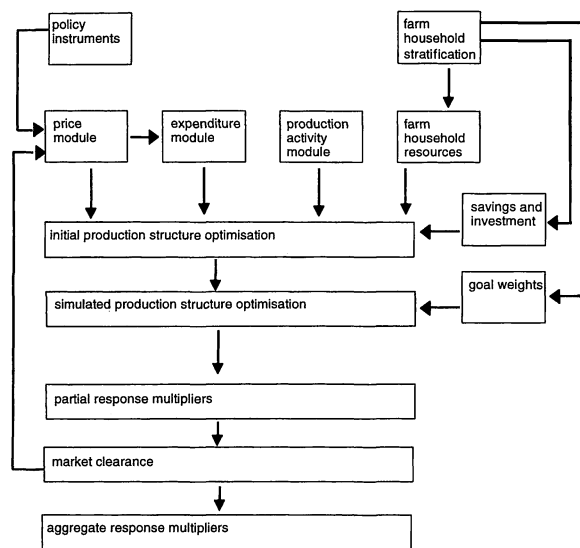 policy
instruments
farm
household
stratification
price
module
expenditure
module
production
activity
module
farm
household
resources
savings and
investment
initial production structure optimisation
goal weights
simulated production structure optimisation
partial response multipliers
market clearance
aggregate response multipliers